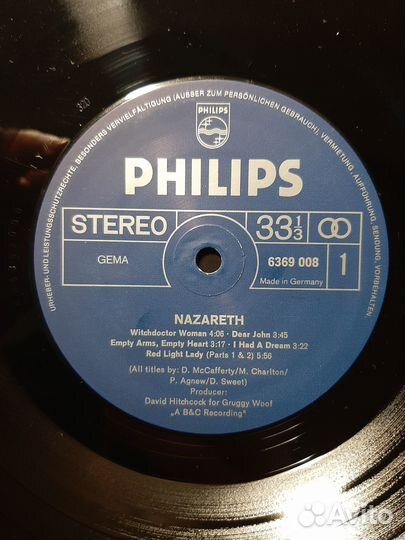 URHEBER- UND LEISTUNGSSCHUTZRECHTE, BESONDERS VERVIELFÄLTIGUNG (AUSSER ZUM PERSÖNLICHEN GEBRAUCH), VERMIETUNG, AUFFÜHRUNG, SENDUNG, VORBEHALTEN
PHILIPS
PHILIPS
STEREO 33 1/3
GEMA 6369 008 1
Made in Germany
NAZARETH
Witchdoctor Woman 4:06 · Dear John 3:45
Empty Arms, Empty Heart 3:17 · I Had A Dream 3:22
Red Light Lady (Parts 1 & 2) 5:56
(All titles by: D. McCafferty/M. Charlton/
P. Agnew/D. Sweet)
Producer:
David Hitchcock for Gruggy Woof
„A B&C Recording"
Avito